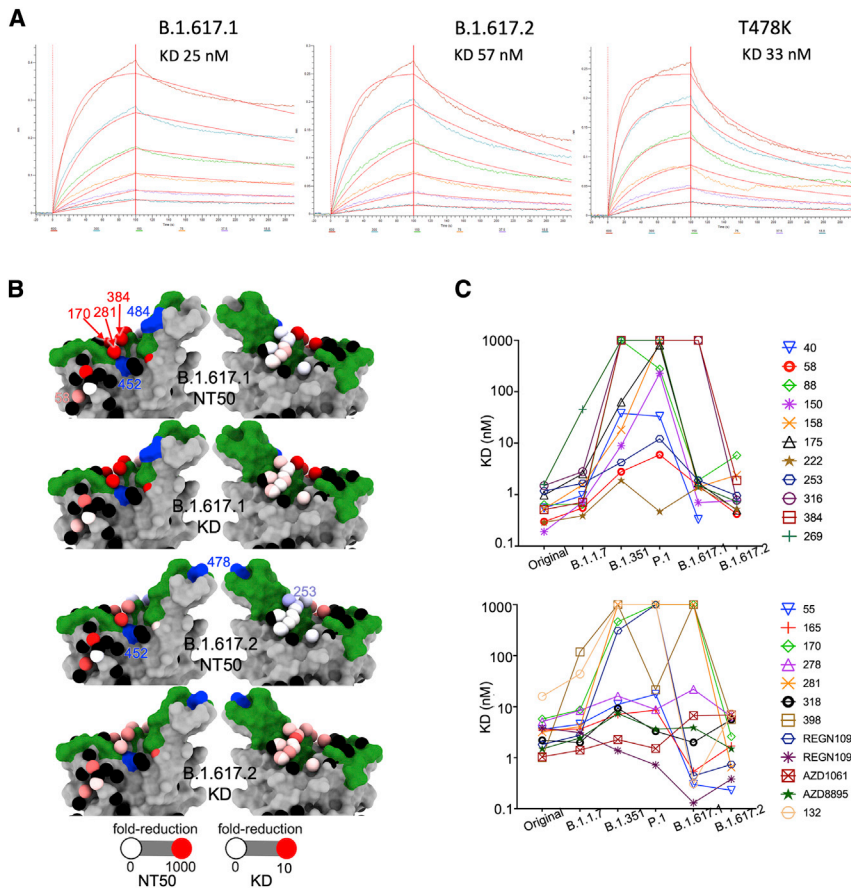 A
B.1.617.1
KD 25 nM
B.1.617.2
KD 57 nM
T478K
KD 33 nM
Time (s)
Time (s)
Time (s)
B
384
281
170
484
452
B.1.617.1
NT50
B.1.617.1
KD
478
253
452
B.1.617.2
NT50
B.1.617.2
KD
fold-reduction
0
1000
NT50
fold-reduction
0
10
KD
C
KD (nM)
1000
100
10
1
0.1
Original
B.1.1.7
B.1.351
P.1
B.1.617.1
B.1.617.2
40
58
88
150
158
175
222
253
316
384
269
KD (nM)
1000
100
10
1
0.1
Original
B.1.1.7
B.1.351
P.1
B.1.617.1
B.1.617.2
55
165
170
278
281
318
398
REGN109
REGN109
AZD1061
AZD8895
132